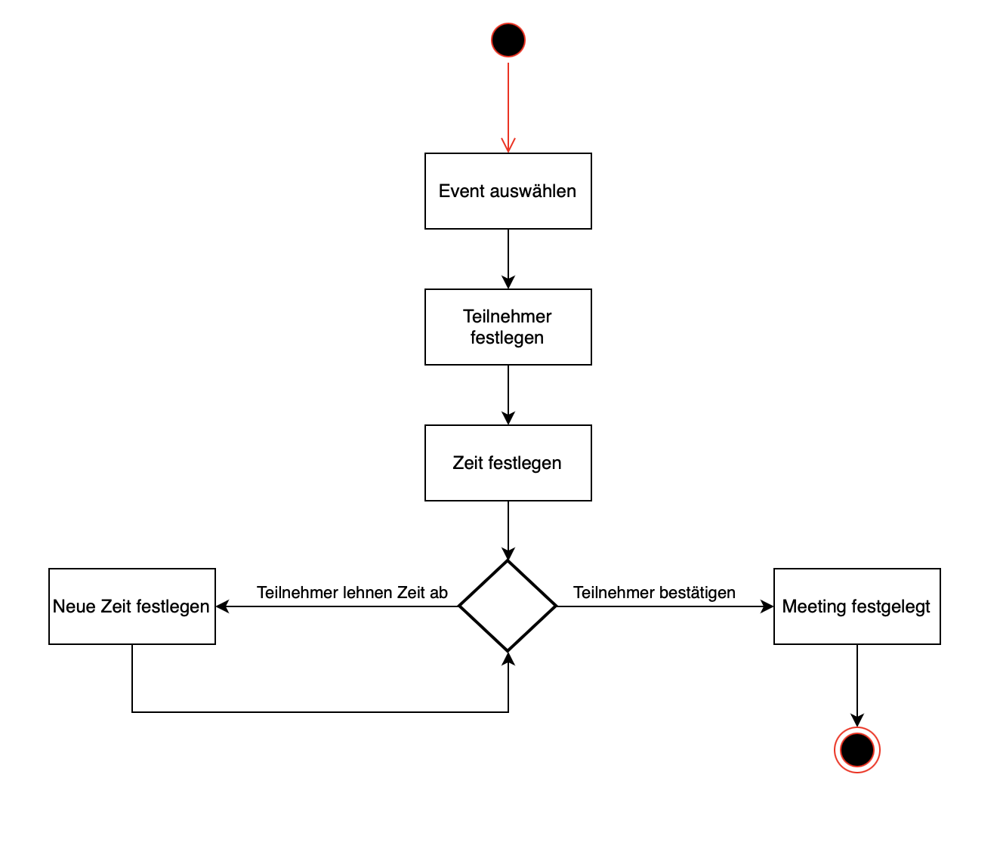 Event auswählen
Teilnehmer
festlegen
Zeit festlegen
Teilnehmer lehnen Zeit ab
Teilnehmer bestätigen
Neue Zeit festlegen
Meeting festgelegt